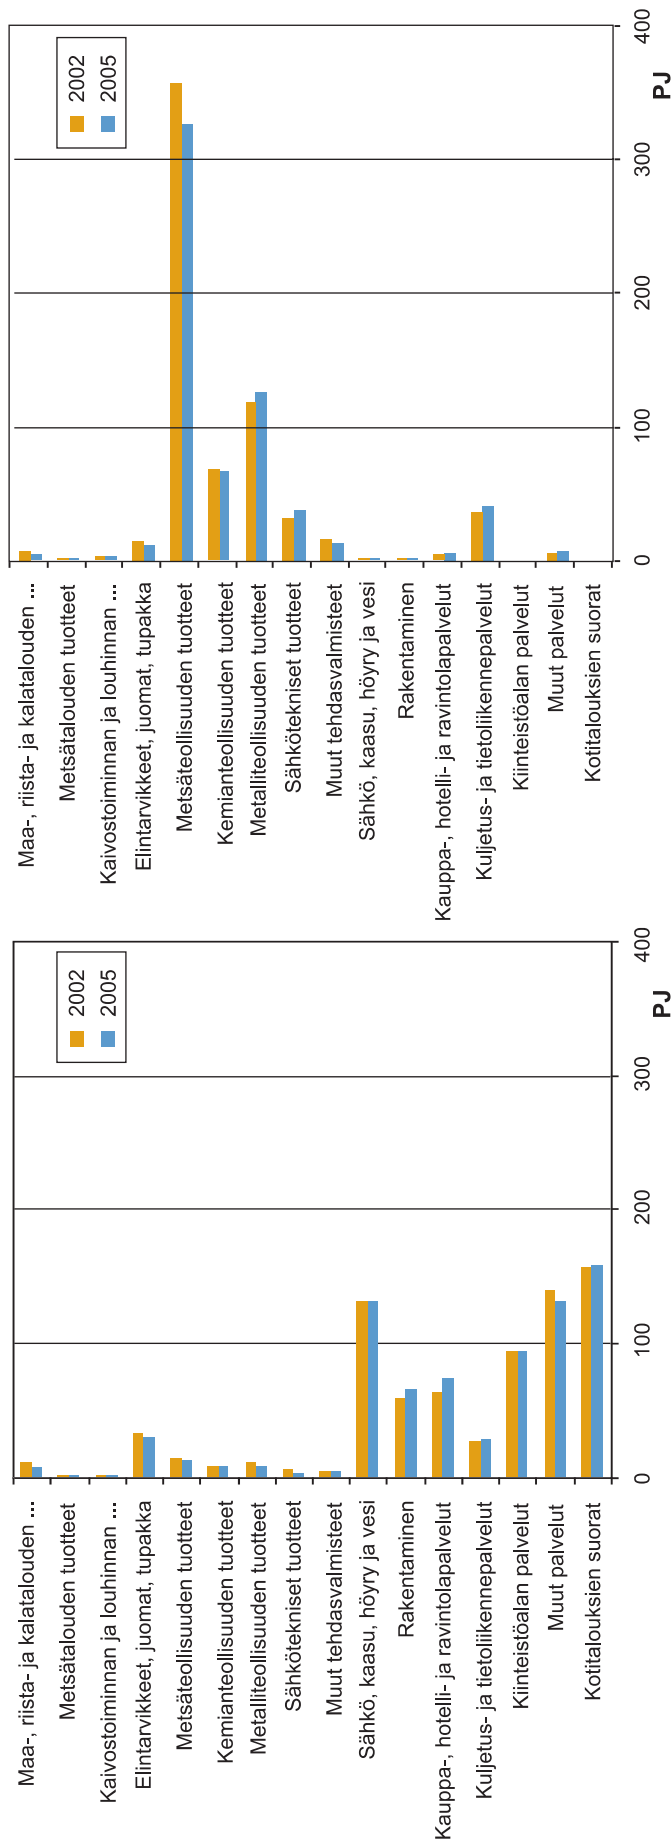 Maa-, riista- ja kalatalouden ...
Metsätalouden tuotteet
Kaivostoiminnan ja louhinnan ...
Elintarvikkeet, juomat, tupakka
Metsäteollisuuden tuotteet
Kemianteollisuuden tuotteet
Metalliteollisuuden tuotteet
Sähkötekniset tuotteet
Muut tehdasvalmisteet
Sähkö, kaasu, höyry ja vesi
Rakentaminen
Kauppa-, hotelli- ja ravintolapalvelut
Kuljetus- ja tietoliikennepalvelut
Kiinteistöalan palvelut
Muut palvelut
Kotitalouksien suorat
2002
2005
0 100 200 300 400
PJ
Maa-, riista- ja kalatalouden ...
Metsätalouden tuotteet
Kaivostoiminnan ja louhinnan ...
Elintarvikkeet, juomat, tupakka
Metsäteollisuuden tuotteet
Kemianteollisuuden tuotteet
Metalliteollisuuden tuotteet
Sähkötekniset tuotteet
Muut tehdasvalmisteet
Sähkö, kaasu, höyry ja vesi
Rakentaminen
Kauppa-, hotelli- ja ravintolapalvelut
Kuljetus- ja tietoliikennepalvelut
Kiinteistöalan palvelut
Muut palvelut
Kotitalouksien suorat
2002
2005
0 100 200 300 400
PJ